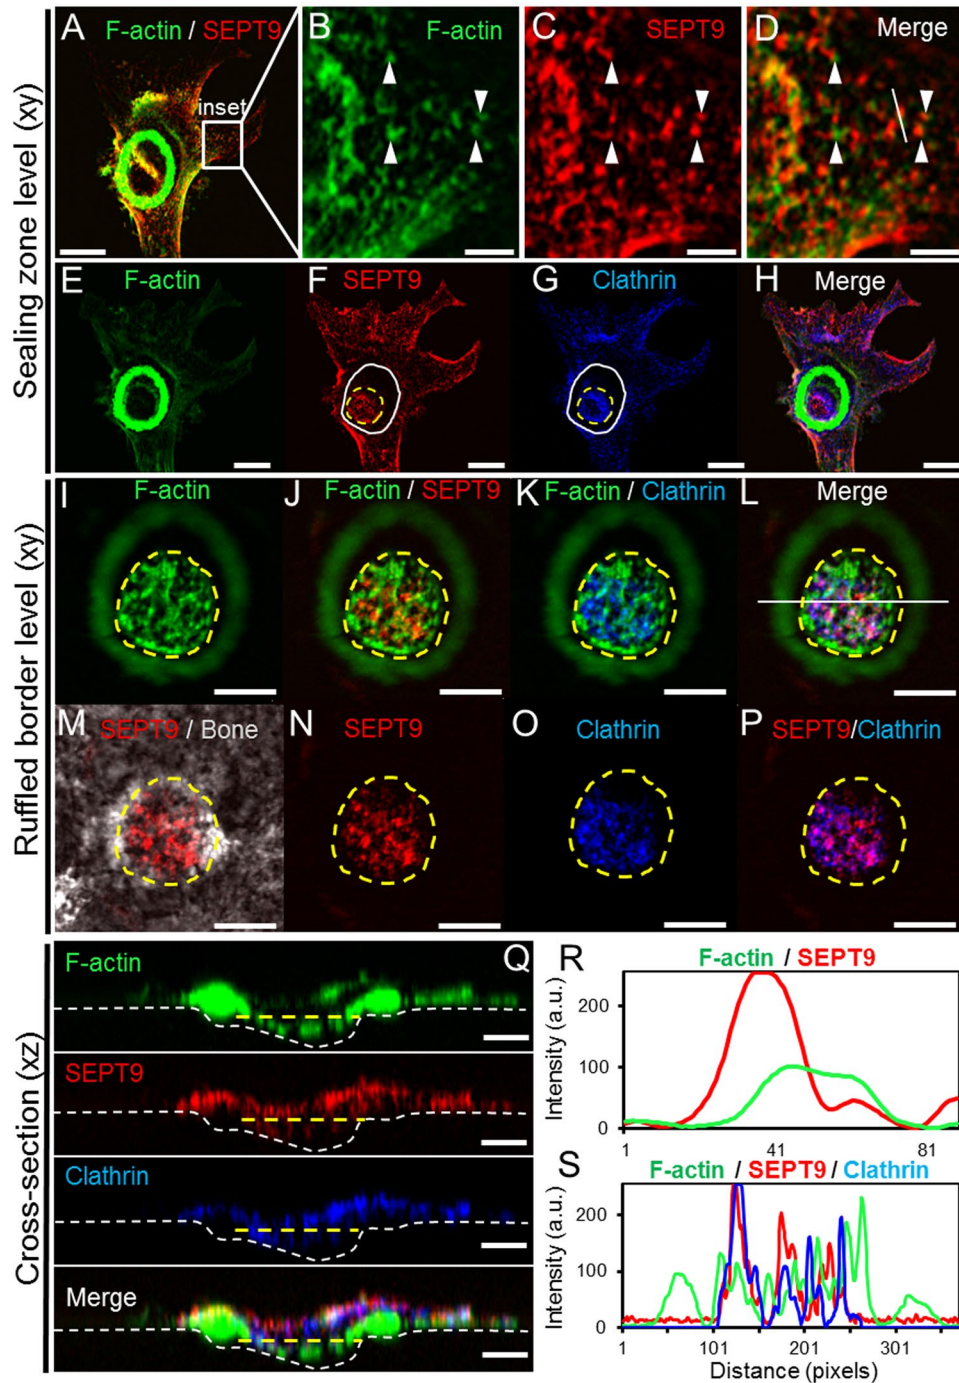 Sealing zone level (xy)
A
F-actin / SEPT9
inset
B
F-actin
C
SEPT9
D
Merge
E
F-actin
F
SEPT9
G
Clathrin
H
Merge
Ruffled border level (xy)
I
F-actin
J
F-actin / SEPT9
K
F-actin / Clathrin
L
Merge
M
SEPT9 / Bone
N
SEPT9
O
Clathrin
P
SEPT9/Clathrin
Cross-section (xz)
Q
F-actin
SEPT9
Clathrin
Merge
R
F-actin / SEPT9
Intensity (a.u.)
200
100
0
1 41 81
S
F-actin / SEPT9 / Clathrin
Intensity (a.u.)
200
100
0
1 101 201 301
Distance (pixels)